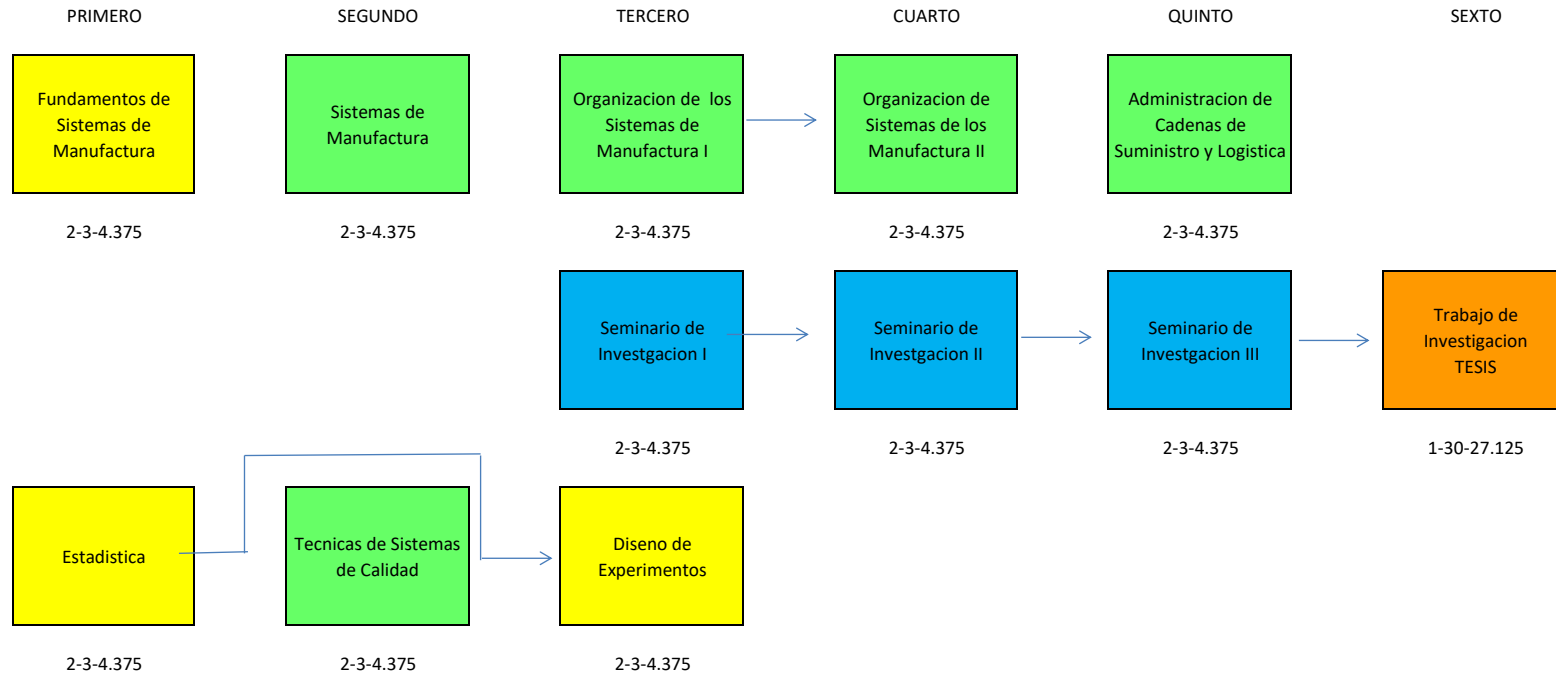 PRIMERO SEGUNDO TERCERO CUARTO QUINTO SEXTO
Fundamentos de
Sistemas de
Manufactura
Sistemas de
Manufactura
Organizacion de los
Sistemas de
Manufactura I
Organizacion de
Sistemas de los
Manufactura II
Administracion de
Cadenas de
Suministro y Logistica
2-3-4.375 2-3-4.375 2-3-4.375 2-3-4.375 2-3-4.375
Seminario de
Investgacion I
Seminario de
Investgacion II
Seminario de
Investgacion III
Trabajo de
Investigacion
TESIS
2-3-4.375 2-3-4.375 2-3-4.375 1-30-27.125
Estadistica
Tecnicas de Sistemas
de Calidad
Diseno de
Experimentos
2-3-4.375 2-3-4.375 2-3-4.375